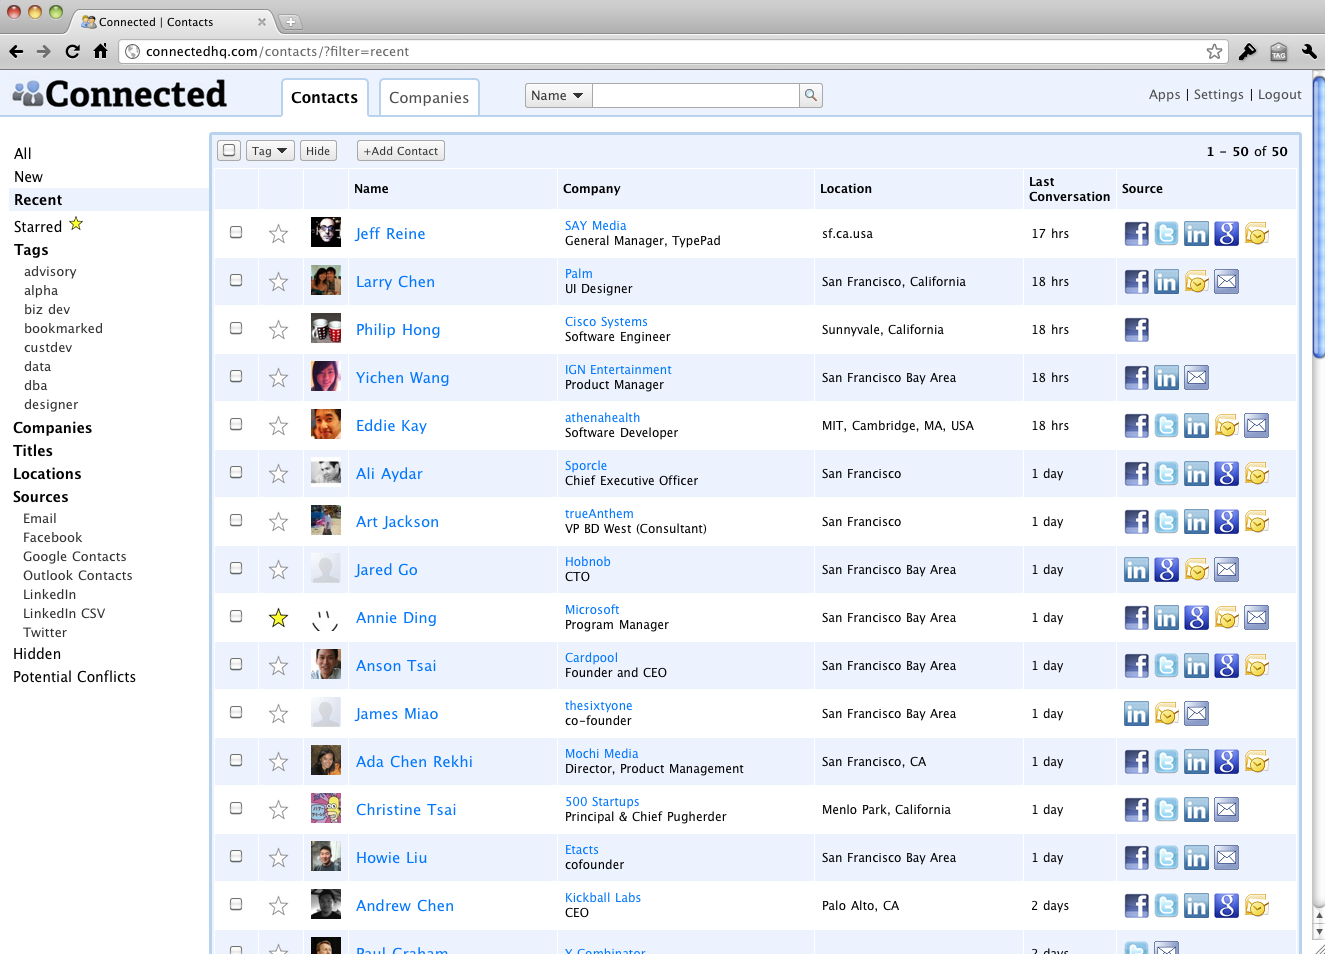 Connected | Contacts
connectedhq.com/contacts/?filter=recent
TAG
Connected
Contacts
Companies
Name
Apps | Settings | Logout
All
New
Recent
Starred
Tags
advisory
alpha
biz dev
bookmarked
custdev
data
dba
designer
Companies
Titles
Locations
Sources
Email
Facebook
Google Contacts
Outlook Contacts
LinkedIn
LinkedIn CSV
Twitter
Hidden
Potential Conflicts
Tag
Hide
+Add Contact
1 - 50 of 50
Name
Company
Location
Last
Conversation
Source
Jeff Reine
SAY Media
General Manager, TypePad
sf.ca.usa
17 hrs
Larry Chen
Palm
UI Designer
San Francisco, California
18 hrs
Philip Hong
Cisco Systems
Software Engineer
Sunnyvale, California
18 hrs
Yichen Wang
IGN Entertainment
Product Manager
San Francisco Bay Area
18 hrs
Eddie Kay
athenahealth
Software Developer
MIT, Cambridge, MA, USA
18 hrs
Ali Aydar
Sporcle
Chief Executive Officer
San Francisco
1 day
Art Jackson
trueAnthem
VP BD West (Consultant)
San Francisco
1 day
Jared Go
Hobnob
CTO
San Francisco Bay Area
1 day
Annie Ding
Microsoft
Program Manager
San Francisco Bay Area
1 day
Anson Tsai
Cardpool
Founder and CEO
San Francisco Bay Area
1 day
James Miao
thesixtyone
co-founder
San Francisco Bay Area
1 day
Ada Chen Rekhi
Mochi Media
Director, Product Management
San Francisco, CA
1 day
Christine Tsai
500 Startups
Principal & Chief Pugherder
Menlo Park, California
1 day
Howie Liu
Etacts
cofounder
San Francisco Bay Area
1 day
Andrew Chen
Kickball Labs
CEO
Palo Alto, CA
2 days
Paul Graham
Y Combinator
2 days